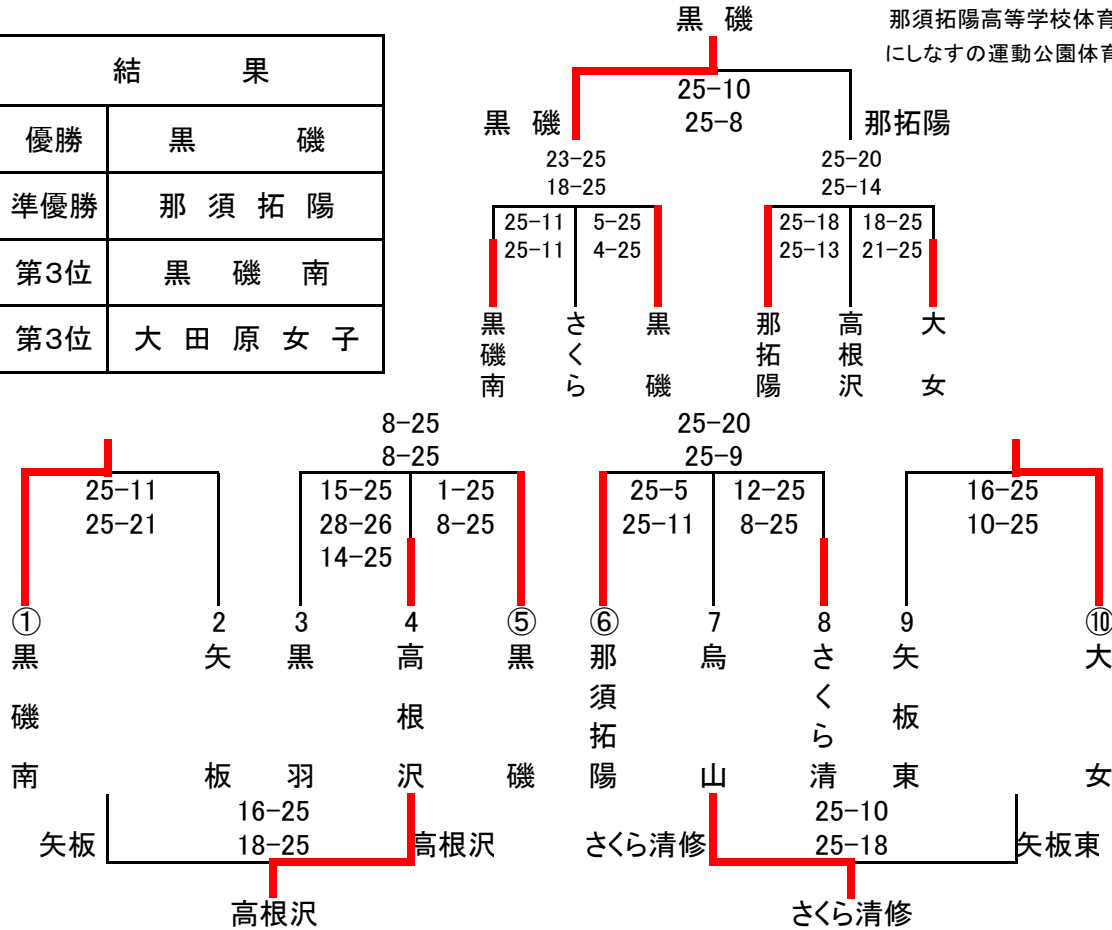 黒 磯
那須拓陽高等学校体育
にしなすの運動公園体育
結 果
優勝 黒 磯
準優勝 那 須 拓 陽
第3位 黒 磯 南
第3位 大 田 原 女 子
25-10
25-8
黒 磯
那拓陽
23-25
18-25
25-20
25-14
25-11 5-25
25-11 4-25
25-18 18-25
25-13 21-25
黒磯南
さくら
黒磯
那拓陽
高根沢
大女
8-25
8-25
25-20
25-9
25-11
25-21
15-25 1-25
28-26 8-25
14-25
25-5 12-25
25-11 8-25
16-25
10-25
① 2 3 4 ⑤ ⑥ 7 8 9 ⑩
黒磯南
矢板
黒羽
高根沢
黒磯
那須拓陽
烏山
さくら清
矢板東
大女
16-25
18-25
矢板
高根沢
高根沢
25-10
25-18
さくら清修
矢板東
さくら清修